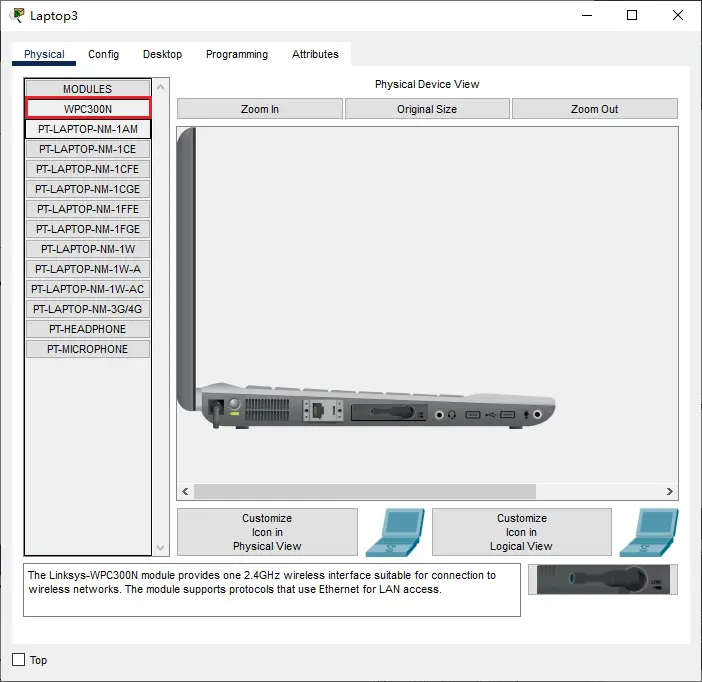 Laptop3
Physical
Config
Desktop
Programming
Attributes
MODULES
WPC300N
PT-LAPTOP-NM-1AM
PT-LAPTOP-NM-1CE
PT-LAPTOP-NM-1CFE
PT-LAPTOP-NM-1CGE
PT-LAPTOP-NM-1FFE
PT-LAPTOP-NM-1FGE
PT-LAPTOP-NM-1W
PT-LAPTOP-NM-1W-A
PT-LAPTOP-NM-1W-AC
PT-LAPTOP-NM-3G/4G
PT-HEADPHONE
PT-MICROPHONE
Physical Device View
Zoom In
Original Size
Zoom Out
Customize
Icon in
Physical View
Customize
Icon in
Logical View
The Linksys-WPC300N module provides one 2.4GHz wireless interface suitable for connection to
wireless networks. The module supports protocols that use Ethernet for LAN access.
Top